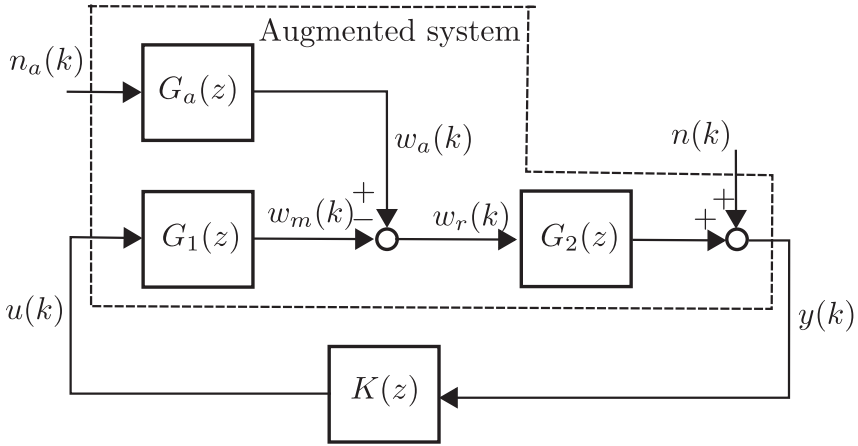 Augmented system
n_a(k)
G_a(z)
w_a(k)
n(k)
+
+
G_1(z)
w_m(k)
−
w_r(k)
G_2(z)
+
u(k)
y(k)
K(z)